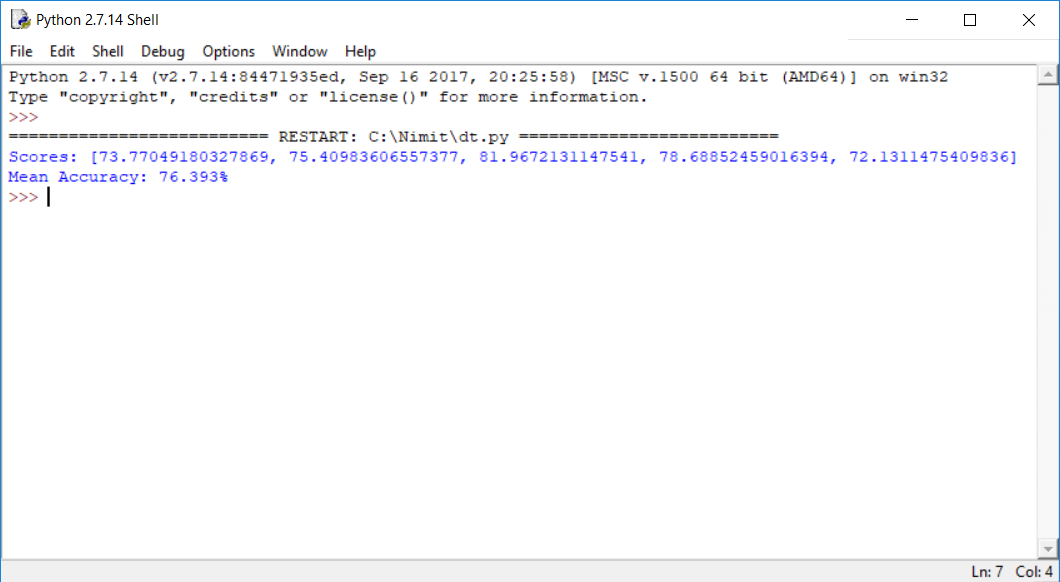 Python 2.7.14 Shell
File Edit Shell Debug Options Window Help
Python 2.7.14 (v2.7.14:84471935ed, Sep 16 2017, 20:25:58) [MSC v.1500 64 bit (AMD64)] on win32
Type "copyright", "credits" or "license()" for more information.
>>>
========================== RESTART: C:\Nimit\dt.py ==========================
Scores: [73.77049180327869, 75.40983606557377, 81.9672131147541, 78.68852459016394, 72.1311475409836]
Mean Accuracy: 76.393%
>>>
Ln: 7 Col: 4